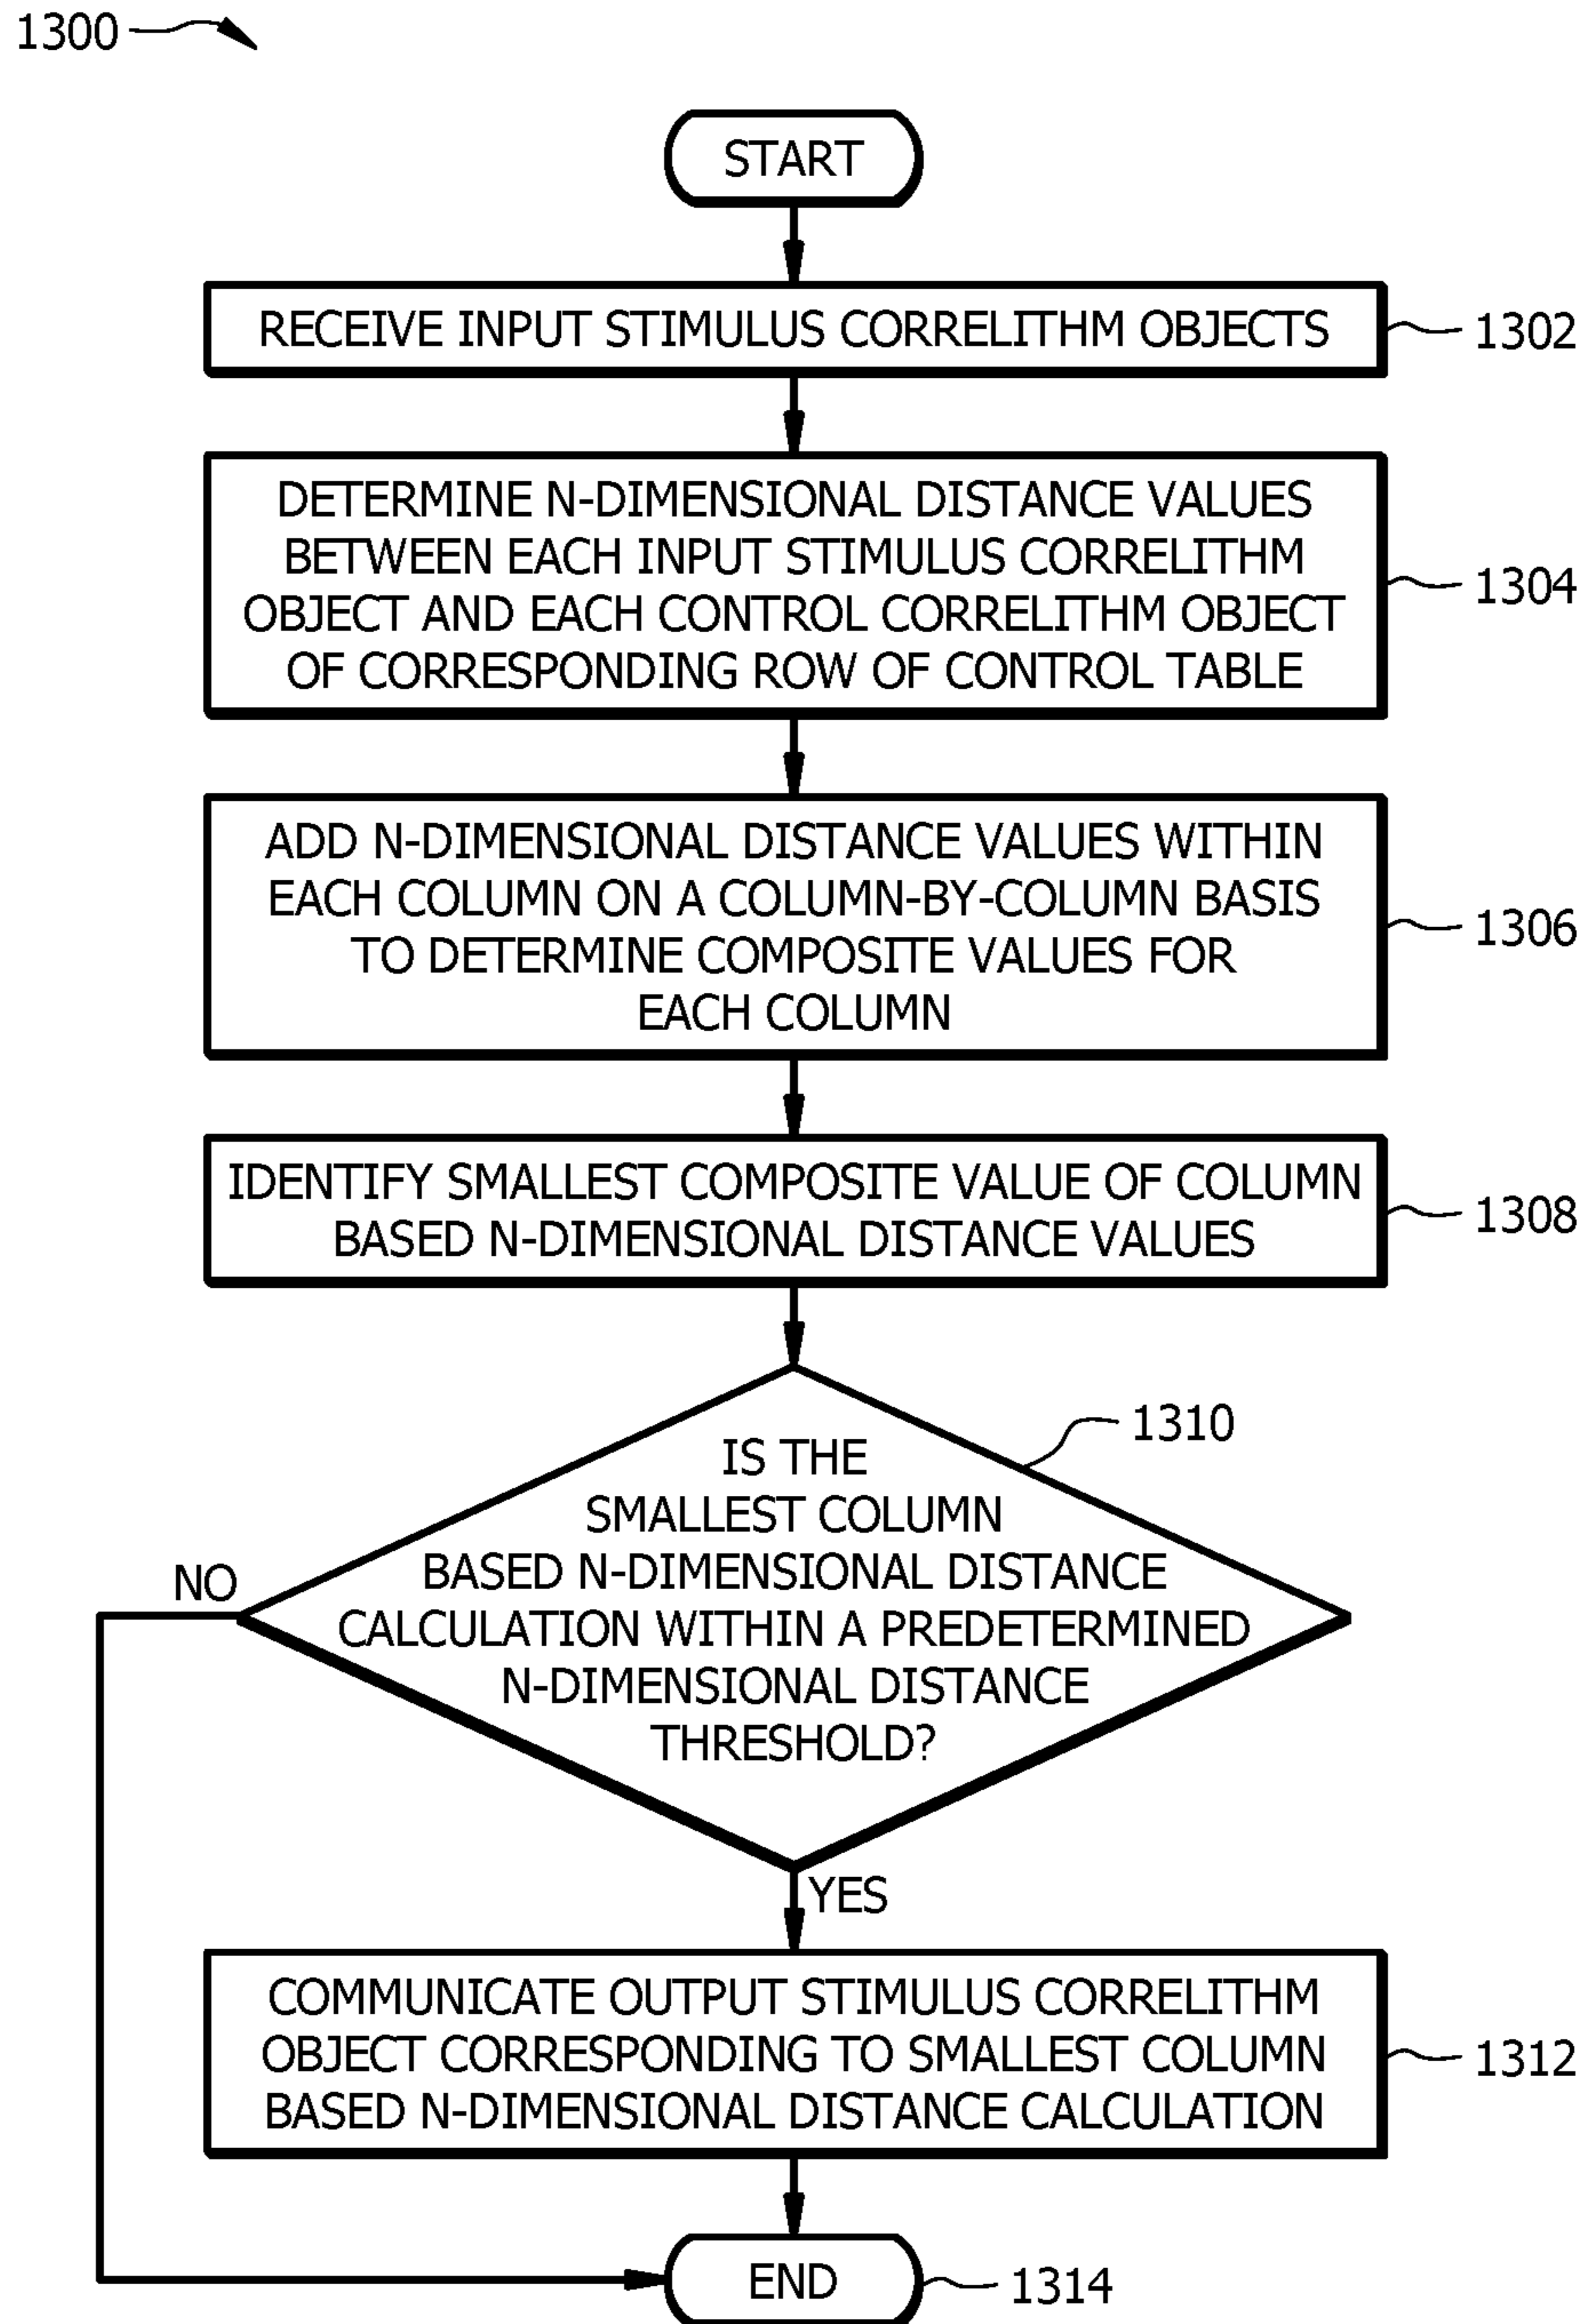 1300
START
RECEIVE INPUT STIMULUS CORRELITHM OBJECTS
1302
DETERMINE N-DIMENSIONAL DISTANCE VALUES
BETWEEN EACH INPUT STIMULUS CORRELITHM
OBJECT AND EACH CONTROL CORRELITHM OBJECT
OF CORRESPONDING ROW OF CONTROL TABLE
1304
ADD N-DIMENSIONAL DISTANCE VALUES WITHIN
EACH COLUMN ON A COLUMN-BY-COLUMN BASIS
TO DETERMINE COMPOSITE VALUES FOR
EACH COLUMN
1306
IDENTIFY SMALLEST COMPOSITE VALUE OF COLUMN
BASED N-DIMENSIONAL DISTANCE VALUES
1308
IS THE
SMALLEST COLUMN
BASED N-DIMENSIONAL DISTANCE
CALCULATION WITHIN A PREDETERMINED
N-DIMENSIONAL DISTANCE
THRESHOLD?
1310
NO
YES
COMMUNICATE OUTPUT STIMULUS CORRELITHM
OBJECT CORRESPONDING TO SMALLEST COLUMN
BASED N-DIMENSIONAL DISTANCE CALCULATION
1312
END
1314